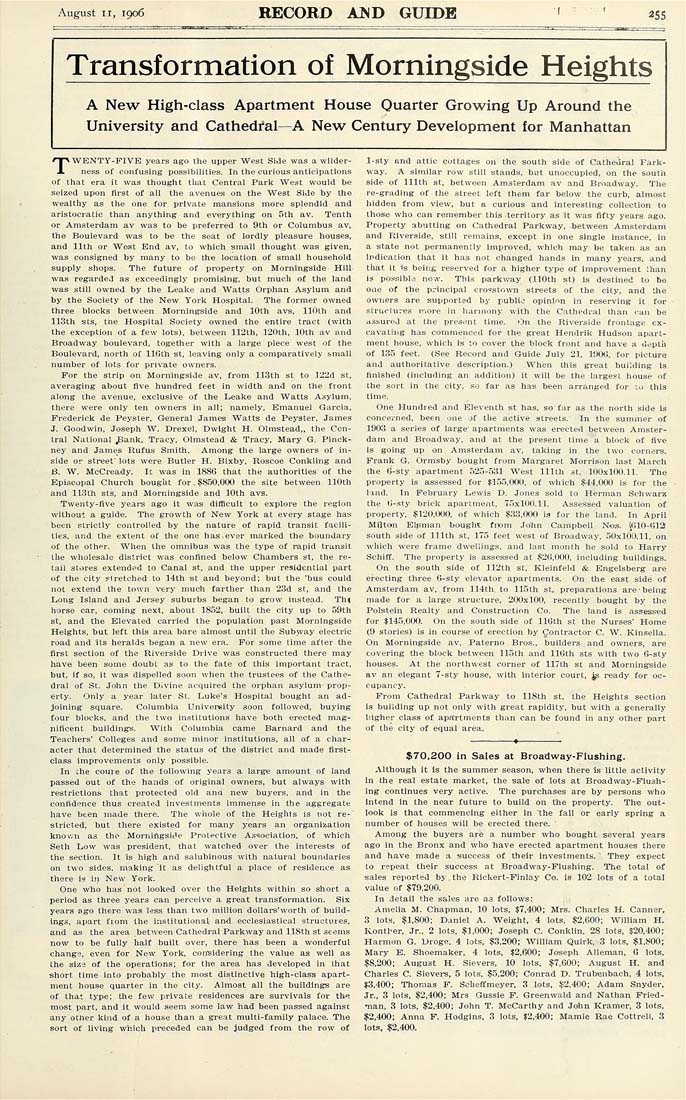 August 11, 1906
RECORD AND GUIDE
255
Transformation of Morningside Heights
A New High-class Apartment House Quarter Growing Up Around the
University and Cathedral—A New Century Development for Manhattan
TWENTY-FIVE years ago the upper West Side was a wilder-
ness of confusing possibilities. In the curious anticipations
of that era it was thought that Central Park West would be
seized upon first of all the avenues on the West Side by the
wealthy as the one for private mansions more splendid and
aristocratic than anything and everything on 5th av. Tenth
or Amsterdam av was to be preferred to 9th or Columbus av,
the Boulevard was to be the seat of lordly pleasure houses,
and 11th or West End av, to which small thought was given,
was consigned by many to be the location of small household
supply shops. The future of property on Morningside Hill
was regarded as exceedingly promising, but much of the land
was still owned by the Leake and Watts Orphan Asylum and
by the Society of the New York Hospital. The former owned
three blocks between Morningside and 10th avs, 110th and
113th sts, the Hospital Society owned the entire tract (with
the exception of a few lots), between 112th, 120th, 10th av and
Broadway boulevard, together with a large piece west of the
Boulevard, north of 116th st, leaving only a comparatively small
number of lots for private owners.
For the strip on Morningside av, from 113th st to 122d st,
averaging about five hundred feet in width and on the front
along the avenue, exclusive of the Leake and Watts Asylum,
there were only ten owners in all; namely, Emanuel Garcia,
Frederick de Peyster, General James Watts de Peyster, James
J. Goodwin, Joseph W. Drexel, Dwight H. Olmstead,, the Cen-
tral National Bank, Tracy, Olmstead & Tracy, Mary G. Pinck-
ney and James Rufus Smith. Among the large owners of in-
side or street lots were Butler H. Bixby, Roscoe Conkling and
B. W. McCready. It was in 1886 that the authorities of the
Episcopal Church bought for $850,000 the site between 110th
and 113th sts, and Morningside and 10th avs.
Twenty-five years ago it was difficult to explore the region
without a guide. The growth of New York at every stage has
been strictly controlled by the nature of rapid transit facili-
ties, and the extent of the one has ever marked the boundary
of the other. When the omnibus was the type of rapid transit
the wholesale district was confined below Chambers st, the re-
tail stores extended to Canal st, and the upper residential part
of the city stretched to 14th st and beyond; but the 'bus could
not extend the town very much farther than 23d st, and the
Long Island and Jersey suburbs began to grow instead. The
horse car, coming next, about 1852, built the city up to 59th
st, and the Elevated carried the population past Morningside
Heights, but left this area bare almost until the Subway electric
road and its heralds began a new era. For some time after the
first section of the Riverside Drive was constructed there may
have been some doubt as to the fate of this important tract,
but, if so, it was dispelled soon when the trustees of the Cathe-
dral of St. John the Divine acquired the orphan asylum prop-
erty. Only a year later St. Luke's Hospital bought an ad-
joining square. Columbia University soon followed, buying
four blocks, and the two institutions have both erected mag-
nificent buildings. With Columbia came Barnard and the
Teachers' Colleges and some minor institutions, all of a char-
acter that determined the status of the district and made first-
class improvements only possible.
In the coure of the following years a large amount of land
passed out of the hands of original owners, but always with
restrictions that protected old and new buyers, and in the
confidence thus created investments immense in the aggregate
have been made there. The whole of the Heights is not re-
stricted, but there existed for many years an organization
known as the Morningside Protective Association, of which
Seth Low was president, that watched over the interests of
the section. It is high and salubinous with natural boundaries
on two sides, making it as delightful a place of residence as
there is in New York.
One who has not looked over the Heights within so short a
period as three years can perceive a great transformation. Six
years ago there was less than two million dollars'worth of build-
ings, apart from the institutional and ecclesiastical structures,
and as the area between Cathedral Parkway and 118th st seems
now to be fully half built over, there has been a wonderful
change, even for New York, considering the value as well as
the size of the operations; for the area has developed in that
short time into probably the most distinctive high-class apart-
ment house quarter in the city. Almost all the buildings are
of that type; the few private residences are survivals for the
most part, and it would seem some law had been passed against
any other kind of a house than a great multi-family palace. The
sort of living which preceded can be judged from the row of
1-sty and attic cottages on the south side of Cathedral Park-
way. A similar row still stands, but unoccupied, on the south
side of 111th st, between Amsterdam av and Broadway. The
re-grading of the street left them far below the curb, almost
hidden from view, but a curious and interesting collection to
those who can remember this territory as it was fifty years ago.
Property abutting on Cathedral Parkway, between Amsterdam
and Riverside, still remains, except in one single instance, in
a state not permanently improved, which may be taken as an
indication that it has not changed hands in many years, and
that it is being reserved for a higher type of improvement than
is possible now. This parkway (110th st) is destined to be
one of the principal crosstown streets of the city, and the
owners are supported by public opinion in reserving it for
structures more in harmony with the Cathedral than can be
assured at the present time. On the Riverside frontage ex-
cavating has commenced for the great Hendrik Hudson apart-
ment house, which is to cover the block front and have a depth
of 135 feet. (See Record and Guide July 21, 1906, for picture
and authoritative description.) When this great building is
finished (including an addition) it will be the largest house of
the sort in the city, so far as has been arranged for to this
time.
One Hundred and Eleventh st has, so far as the north side is
concerned, been one of the active streets. In the summer of
1903 a series of large apartments was erected between Amster-
dam and Broadway, and at the present time a block of five
is going up on Amsterdam av, taking in the two corners.
Frank G. Ormsby bought from Margaret Morrison last March
the 6-sty apartment 525-531 West 111th st, 100x100.11. The
property is assessed for $155,000, of which $44,000 is for the
land. In February Lewis D. Jones sold to Herman Schwarz
the 6-sty brick apartment, 75x100.11. Assessed valuation of
property, $120,000, of which $33,000 is for the land. In April
Milton Eisman bought from John Campbell Nos. 610-612
south side of 111th st, 175 feet west of Broadway, 50x100.11, on
which were frame dwellings, and last month he sold to Harry
Schiff. The property is assessed at $26,000, including buildings.
On the south side of 112th st, Kleinfeld & Engelsberg are
erecting three 6-sty elevator apartments. On the east side of
Amsterdam av, from 114th to 115th st, preparations are being
made for a large structure, 200x100, recently bought by the
Polstein Realty and Construction Co. The land is assessed
for $145,000. On the south side of 116th st the Nurses' Home
(9 stories) is in course of erection by Contractor C. W. Kinsella.
On Morningside av, Paterno Bros., builders and owners, are
covering the block between 115th and 116th sts with two 6-sty
houses. At the northwest corner of 117th st and Morningside
av an elegant 7-sty house, with interior court, is ready for oc-
cupancy.
From Cathedral Parkway to 118th st, the Heights section
is building up not only with great rapidity, but with a generally
higher class of apartments than can be found in any other part
of the city of equal area.
$70,200 in Sales at Broadway-Flushing.
Although it is the summer season, when there is little activity
in the real estate market, the sale of lots at Broadway-Flush-
ing continues very active. The purchases are by persons who
intend in the near future to build on the property. The out-
look is that commencing either in the fall or early spring a
number of houses will be erected there.
Among the buyers are a number who bought several years
ago in the Bronx and who have erected apartment houses there
and have made a success of their investments. They expect
to repeat their success at Broadway-Flushing. The total of
sales reported by the Rickert-Finlay Co. is 102 lots of a total
value of $79,200.
In detail the sales are as follows:
Amelia M. Chapman, 10 lots, $7,400; Mrs. Charles H. Canner,
3 lots, $1,800; Daniel A. Weight, 4 lots, $2,600; William H.
Konther, Jr., 2 lots, $1,000; Joseph C. Conklin, 28 lots, $20,400;
Harmon G. Droge, 4 lots, $3,200; William Quirk, 3 lots, $1,800;
Mary E. Shoemaker, 4 lots, $2,600; Joseph Alleman, 6 lots,
$8,200; August H. Sievers, 10 lots, $7,600; August H. and
Charles C. Sievers, 5 lots, $5,200; Conrad D. Trubenbach, 4 lots,
$3,400; Thomas F. Scheffmeyer, 3 lots, $2,400; Adam Snyder,
Jr., 3 lots, $2,400; Mrs Gussie F. Greenwald and Nathan Fried-
man, 3 lots, $2,400; John T. McCarthy and John Kramer, 3 lots,
$2,400; Anna F. Hodgins, 3 lots, $2,400; Mamie Rae Cottrell, 3
lots, $2,400.